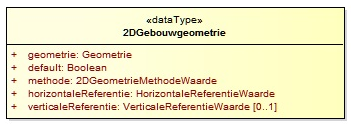 «dataType»
2DGebouwgeometrie
+ geometrie: Geometrie
+ default: Boolean
+ methode: 2DGeometrieMethodeWaarde
+ horizontaleReferentie: HorizontaleReferentieWaarde
+ verticaleReferentie: VerticaleReferentieWaarde [0..1]